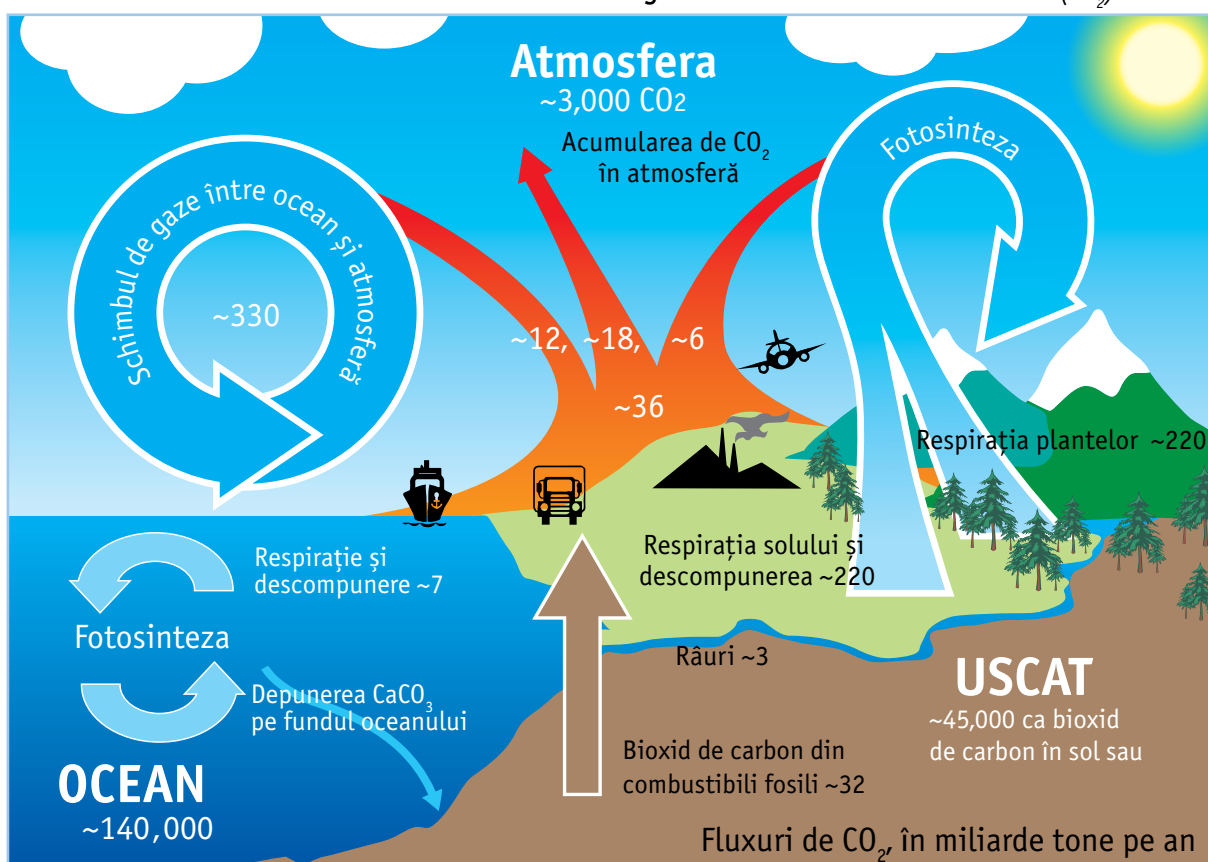 Atmosfera
~3,000 CO2
Acumularea de CO₂
în atmosferă
Fotosinteza
Schimbul de gaze între ocean și atmosferă
~330
~12, ~18, ~6
~36
Respirația plantelor ~220
Respirația solului și
descompunerea ~220
Respirație și
descompunere ~7
Fotosinteza
Râuri ~3
Depunerea CaCO₃
pe fundul oceanului
USCAT
~45,000 ca bioxid
de carbon în sol sau
Bioxid de carbon din
combustibili fosili ~32
OCEAN
~140,000
Fluxuri de CO₂, în miliarde tone pe an